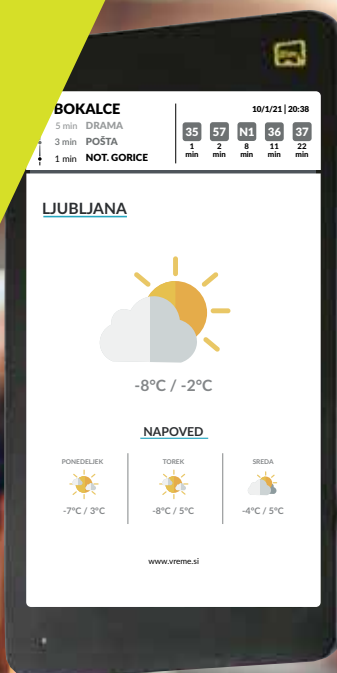 BOKALCE
5 min DRAMA
3 min POŠTA
1 min NOT. GORICE
10/1/21 | 20:38
35 57 N1 36 37
1 min 2 min 8 min 11 min 22 min
LJUBLJANA
-8°C / -2°C
NAPOVED
PONEDELJEK TOREK SREDA
-7°C / 3°C -8°C / 5°C -4°C / 5°C
www.vreme.si